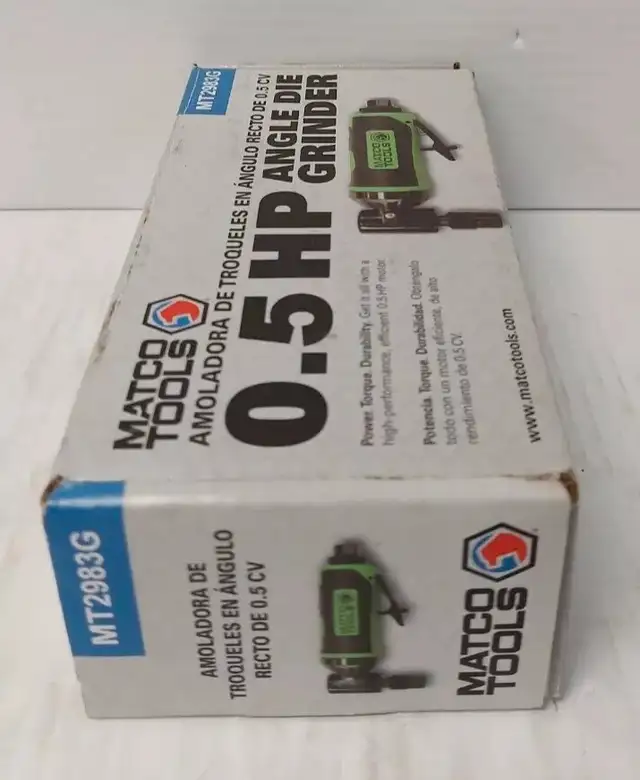 MT2983G
MATCO
TOOLS
AMOLADORA DE TROQUELES EN ÁNGULO RECTO DE 0.5 CV
0.5 HP ANGLE DIE
GRINDER
MATCO
TOOLS
Power. Torque. Durability. Get it all with a
high-performance, efficient 0.5 HP motor.
Potencia. Torque. Durabilidad. Obténgalo
todo con un motor eficiente, de alto
rendimiento de 0.5 CV.
www.matcotools.com
MT2983G
AMOLADORA DE
TROQUELES EN ÁNGULO
RECTO DE 0.5 CV
MATCO
TOOLS